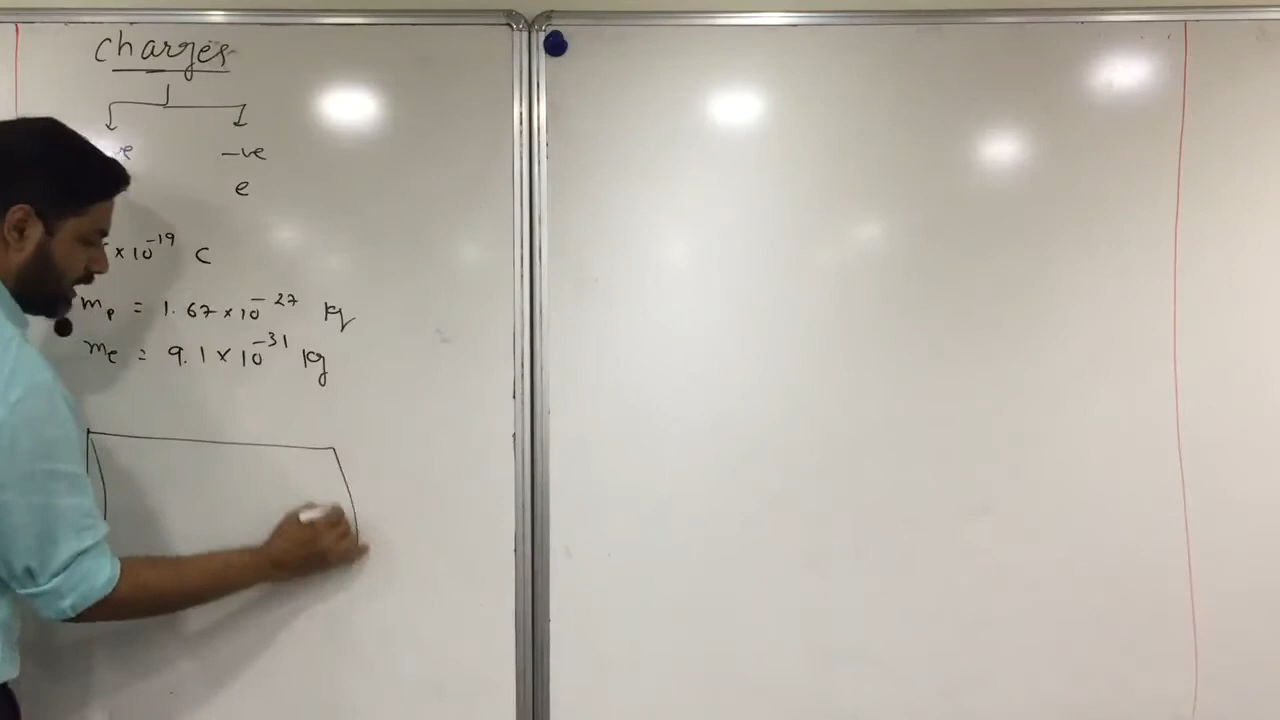 charges
ve -ve
e
× 10⁻¹⁹ C
mₚ = 1.67 × 10⁻²⁷ kg
mₑ = 9.1 × 10⁻³¹ kg